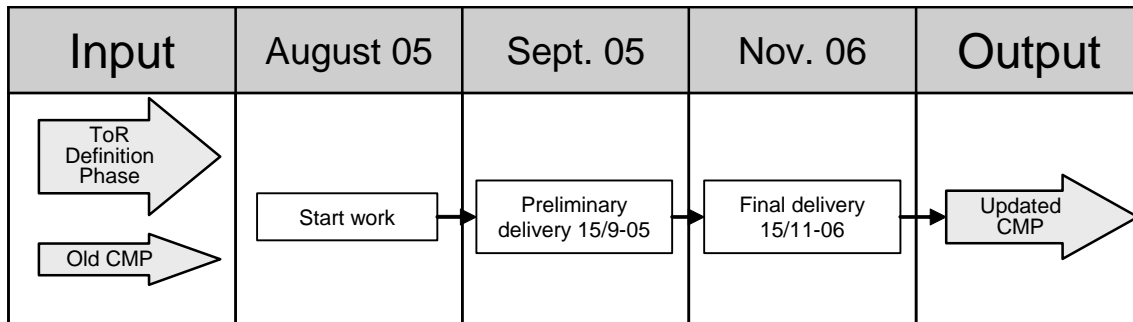 Input
August 05
Sept. 05
Nov. 06
Output
ToR
Definition
Phase
Old CMP
Start work
Preliminary
delivery 15/9-05
Final delivery
15/11-06
Updated
CMP